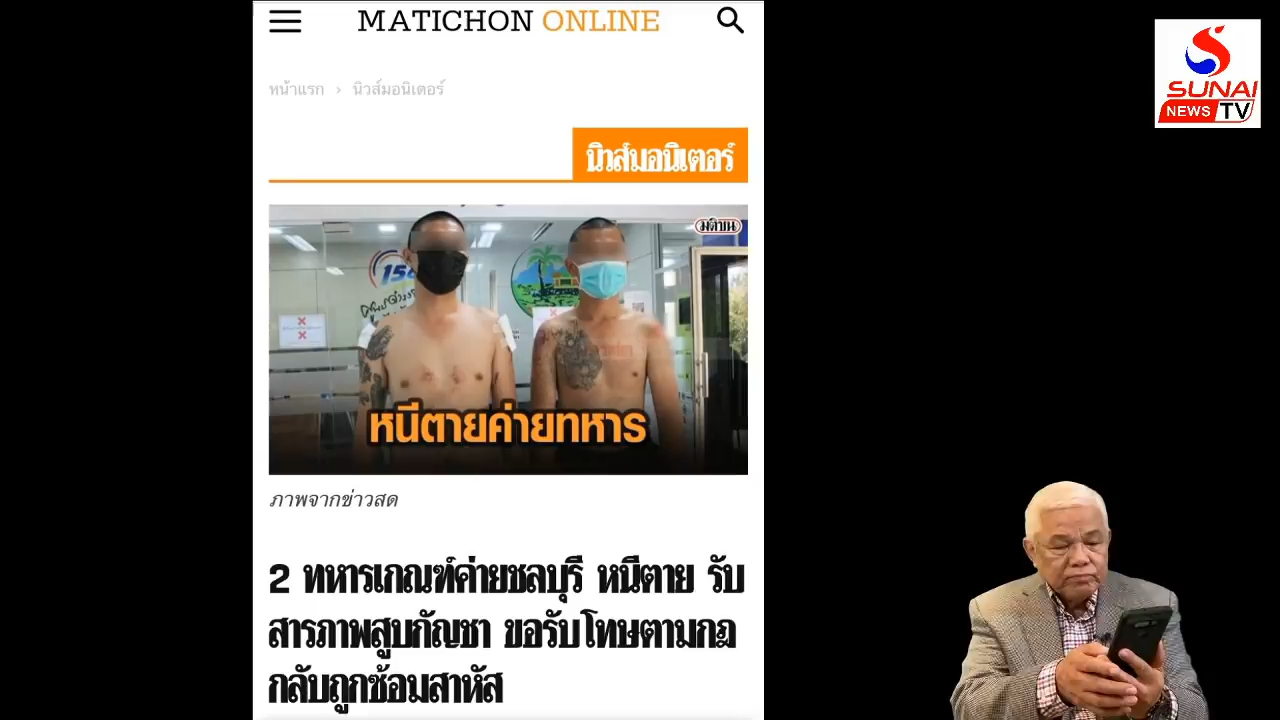 MATICHON ONLINE
หน้าแรก › นิวส์มอนิเตอร์
นิวส์มอนิเตอร์
มติชน
SUNAI
NEWS TV
หนีตายค่ายทหาร
ภาพจากข่าวสด
2 ทหารเกณฑ์ค่ายชลบุรี หนีตาย รับ
สารภาพสูบกัญชา ขอรับโทษตามกฎ
กลับถูกซ้อมสาหัส